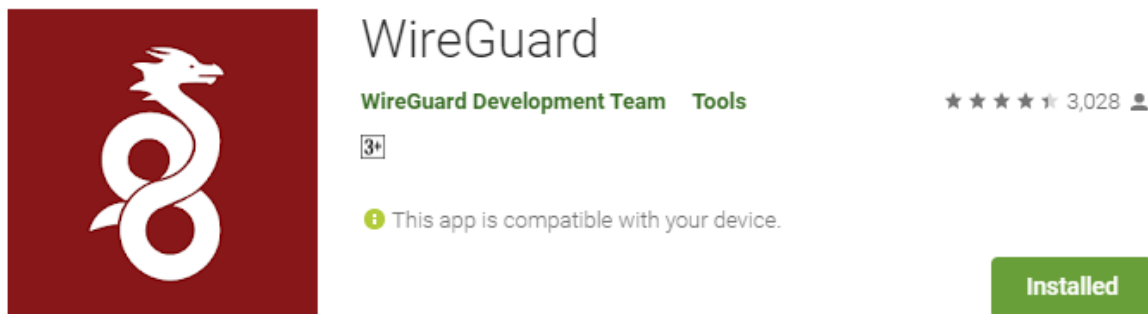 WireGuard
WireGuard Development Team Tools 3,028
3+
This app is compatible with your device.
Installed